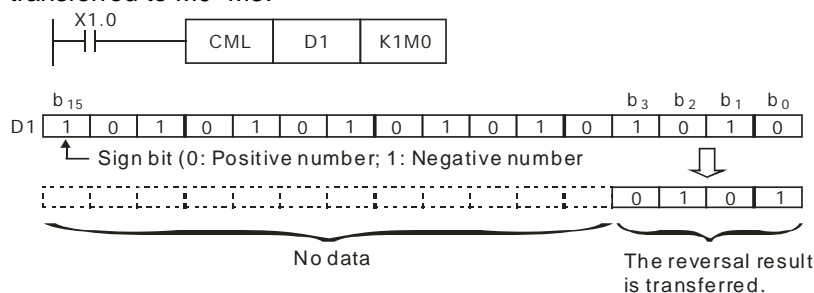 transferred to
X1.0
CML D1 K1M0
b15 b3 b2 b1 b0
D1 1 0 1 0 1 0 1 0 1 0 1 0 1 0 1 0
Sign bit (0: Positive number; 1: Negative number
0 1 0 1
No data
The reversal result
is transferred.